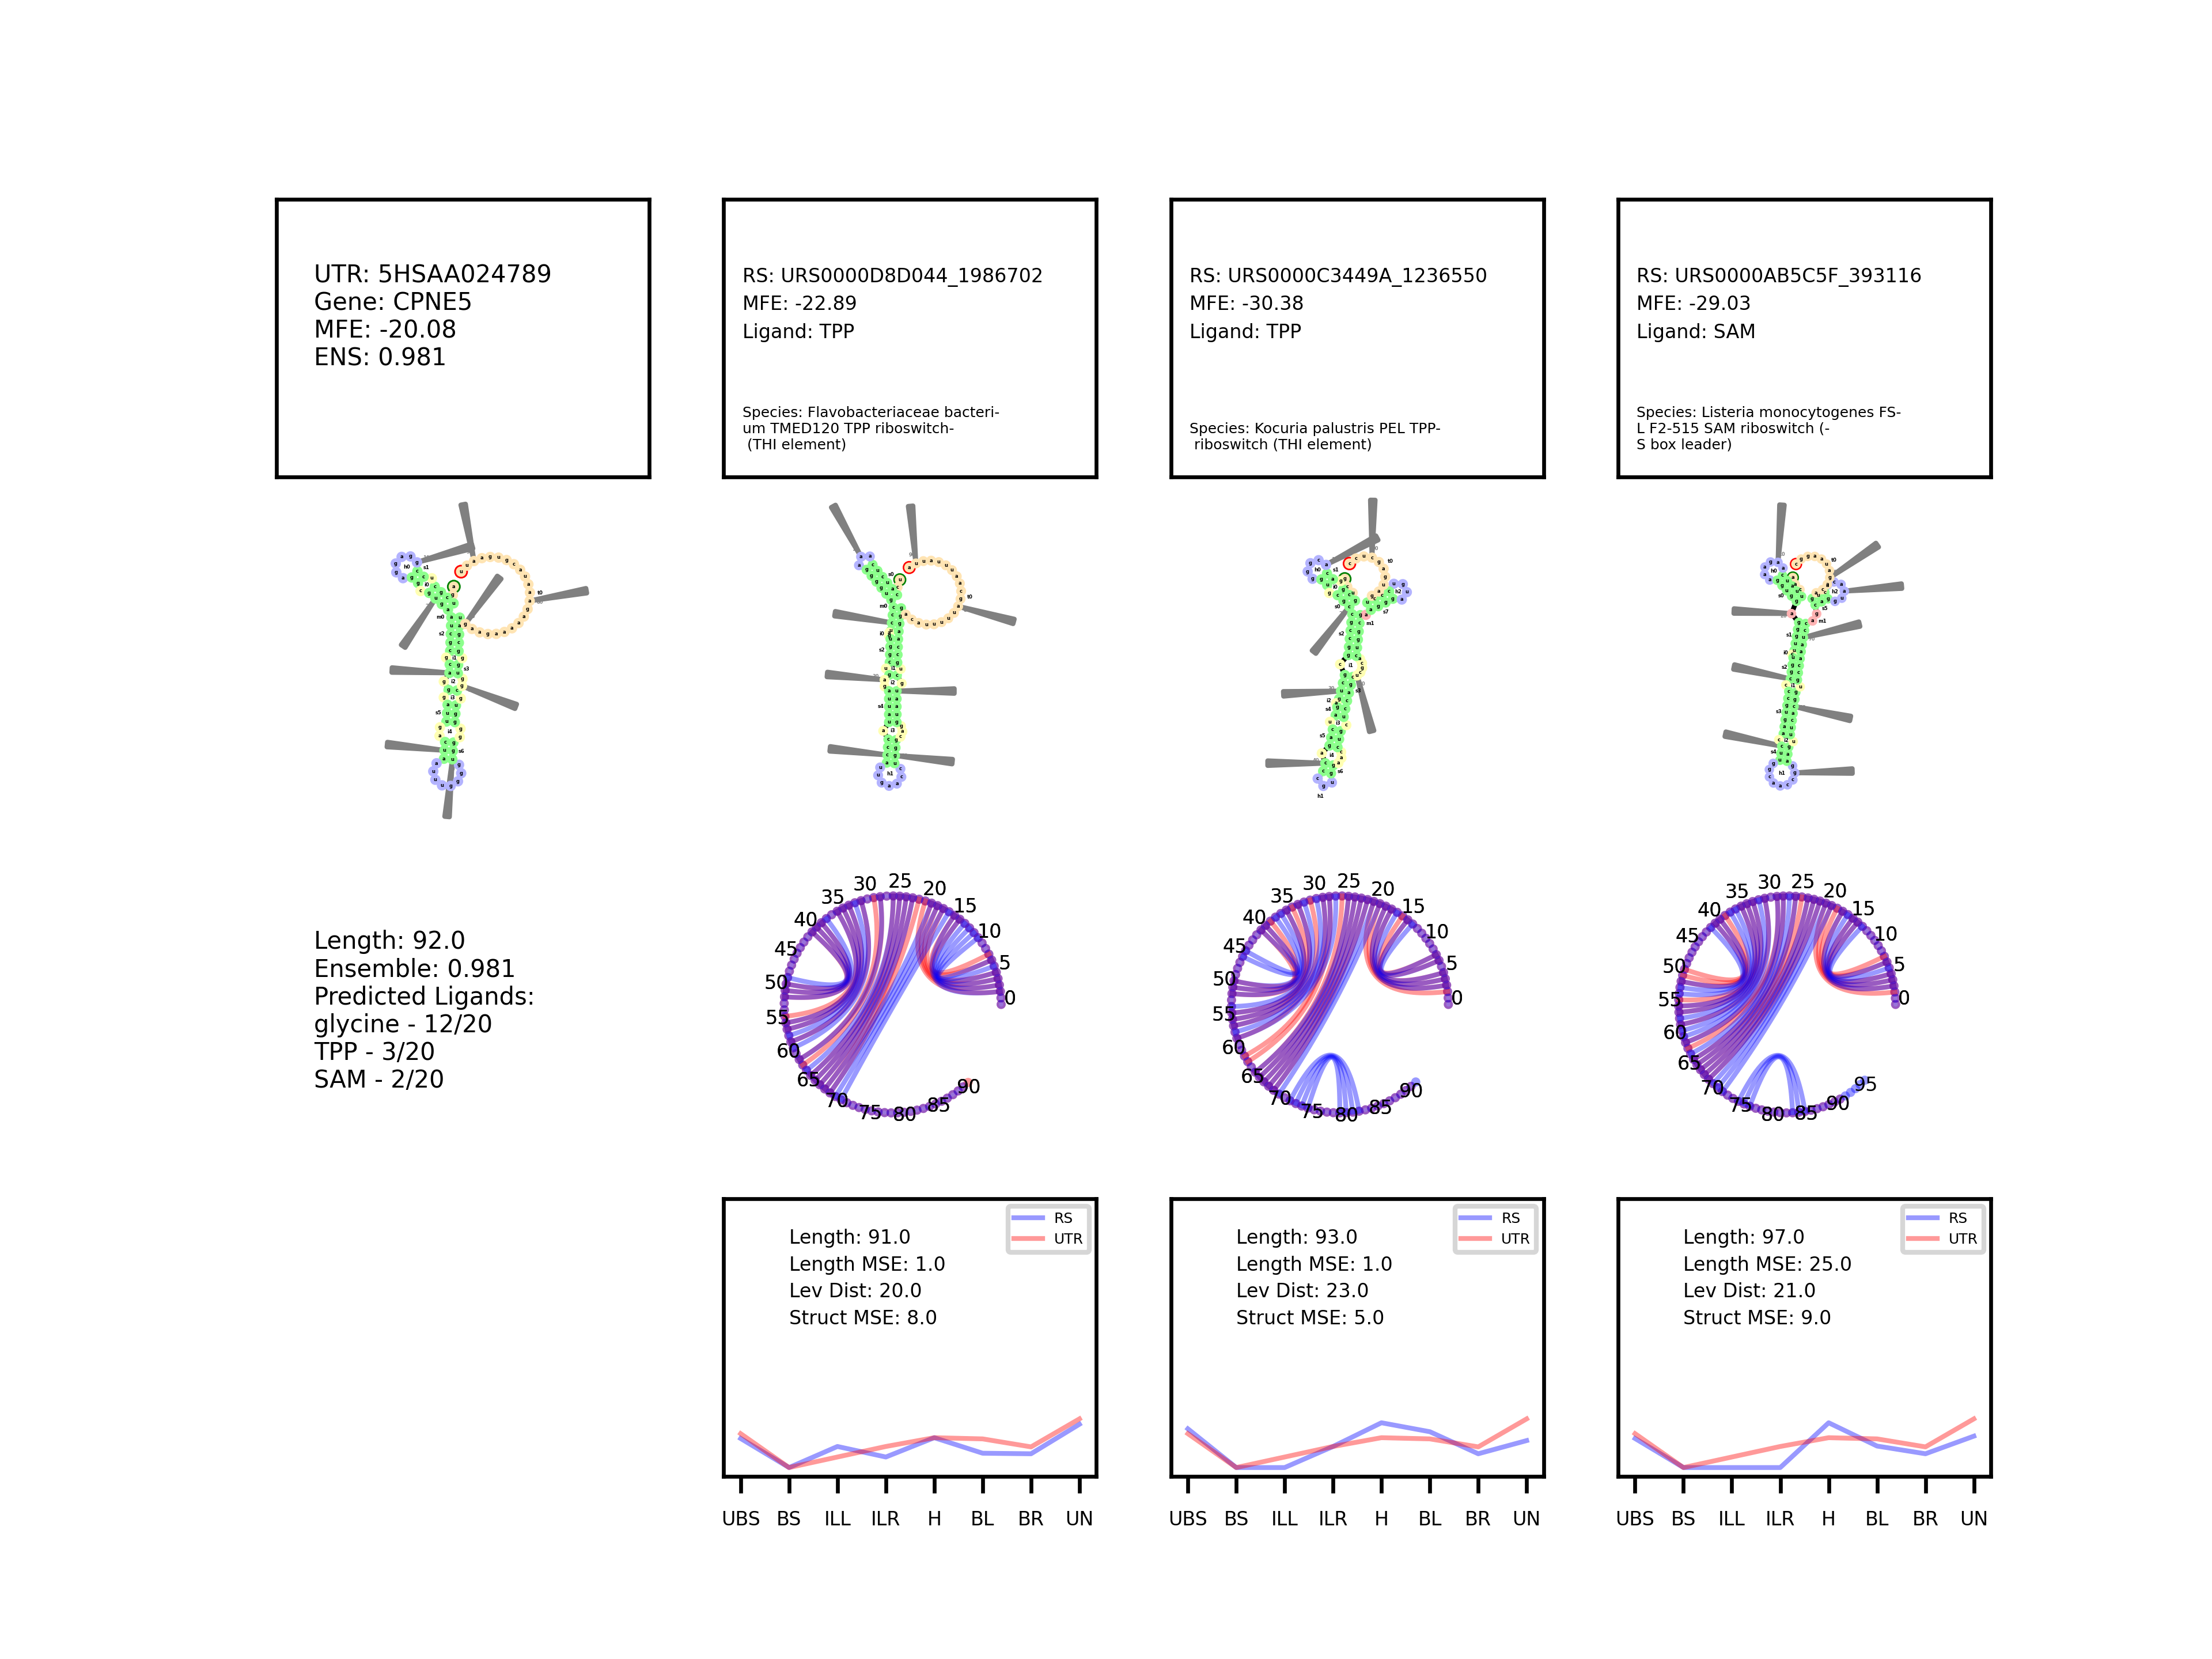 UTR: 5HSAA024789
Gene: CPNE5
MFE: -20.08
ENS: 0.981
RS: URS0000D8D044_1986702
MFE: -22.89
Ligand: TPP
Species: Flavobacteriaceae bacteri-
um TMED120 TPP riboswitch-
(THI element)
RS: URS0000C3449A_1236550
MFE: -30.38
Ligand: TPP
Species: Kocuria palustris PEL TPP-
riboswitch (THI element)
RS: URS0000AB5C5F_393116
MFE: -29.03
Ligand: SAM
Species: Listeria monocytogenes FS-
L F2-515 SAM riboswitch (-
S box leader)
Length: 92.0
Ensemble: 0.981
Predicted Ligands:
glycine - 12/20
TPP - 3/20
SAM - 2/20
0 5 10 15 20 25 30 35 40 45 50 55 60 65 70 75 80 85 90
0 5 10 15 20 25 30 35 40 45 50 55 60 65 70 75 80 85 90
0 5 10 15 20 25 30 35 40 45 50 55 60 65 70 75 80 85 90 95
RS
UTR
Length: 91.0
Length MSE: 1.0
Lev Dist: 20.0
Struct MSE: 8.0
UBS BS ILL ILR H BL BR UN
RS
UTR
Length: 93.0
Length MSE: 1.0
Lev Dist: 23.0
Struct MSE: 5.0
UBS BS ILL ILR H BL BR UN
RS
UTR
Length: 97.0
Length MSE: 25.0
Lev Dist: 21.0
Struct MSE: 9.0
UBS BS ILL ILR H BL BR UN